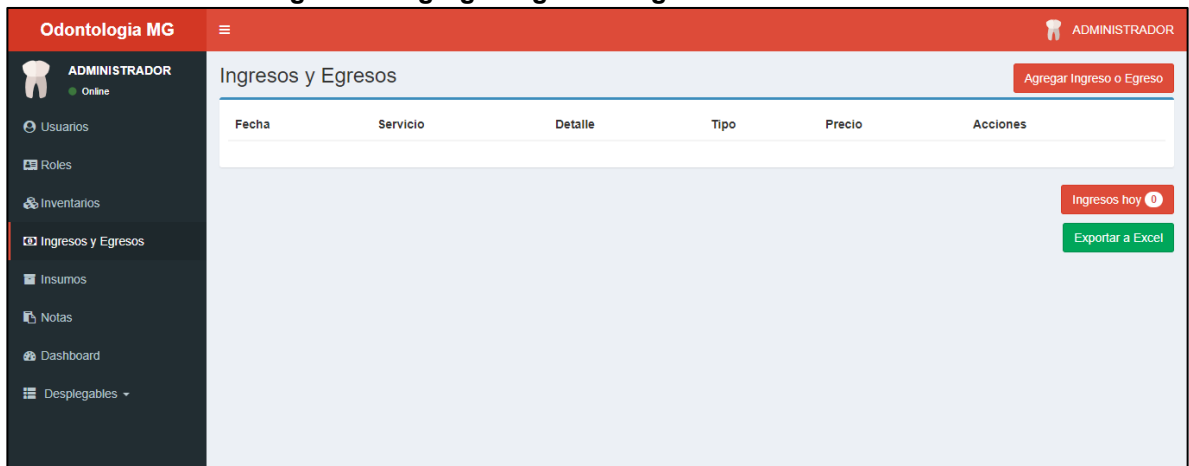 Odontologia MG
ADMINISTRADOR
ADMINISTRADOR
Online
Ingresos y Egresos
Agregar Ingreso o Egreso
Usuarios
Fecha Servicio Detalle Tipo Precio Acciones
Roles
Inventarios
Ingresos hoy 0
Ingresos y Egresos
Exportar a Excel
Insumos
Notas
Dashboard
Desplegables